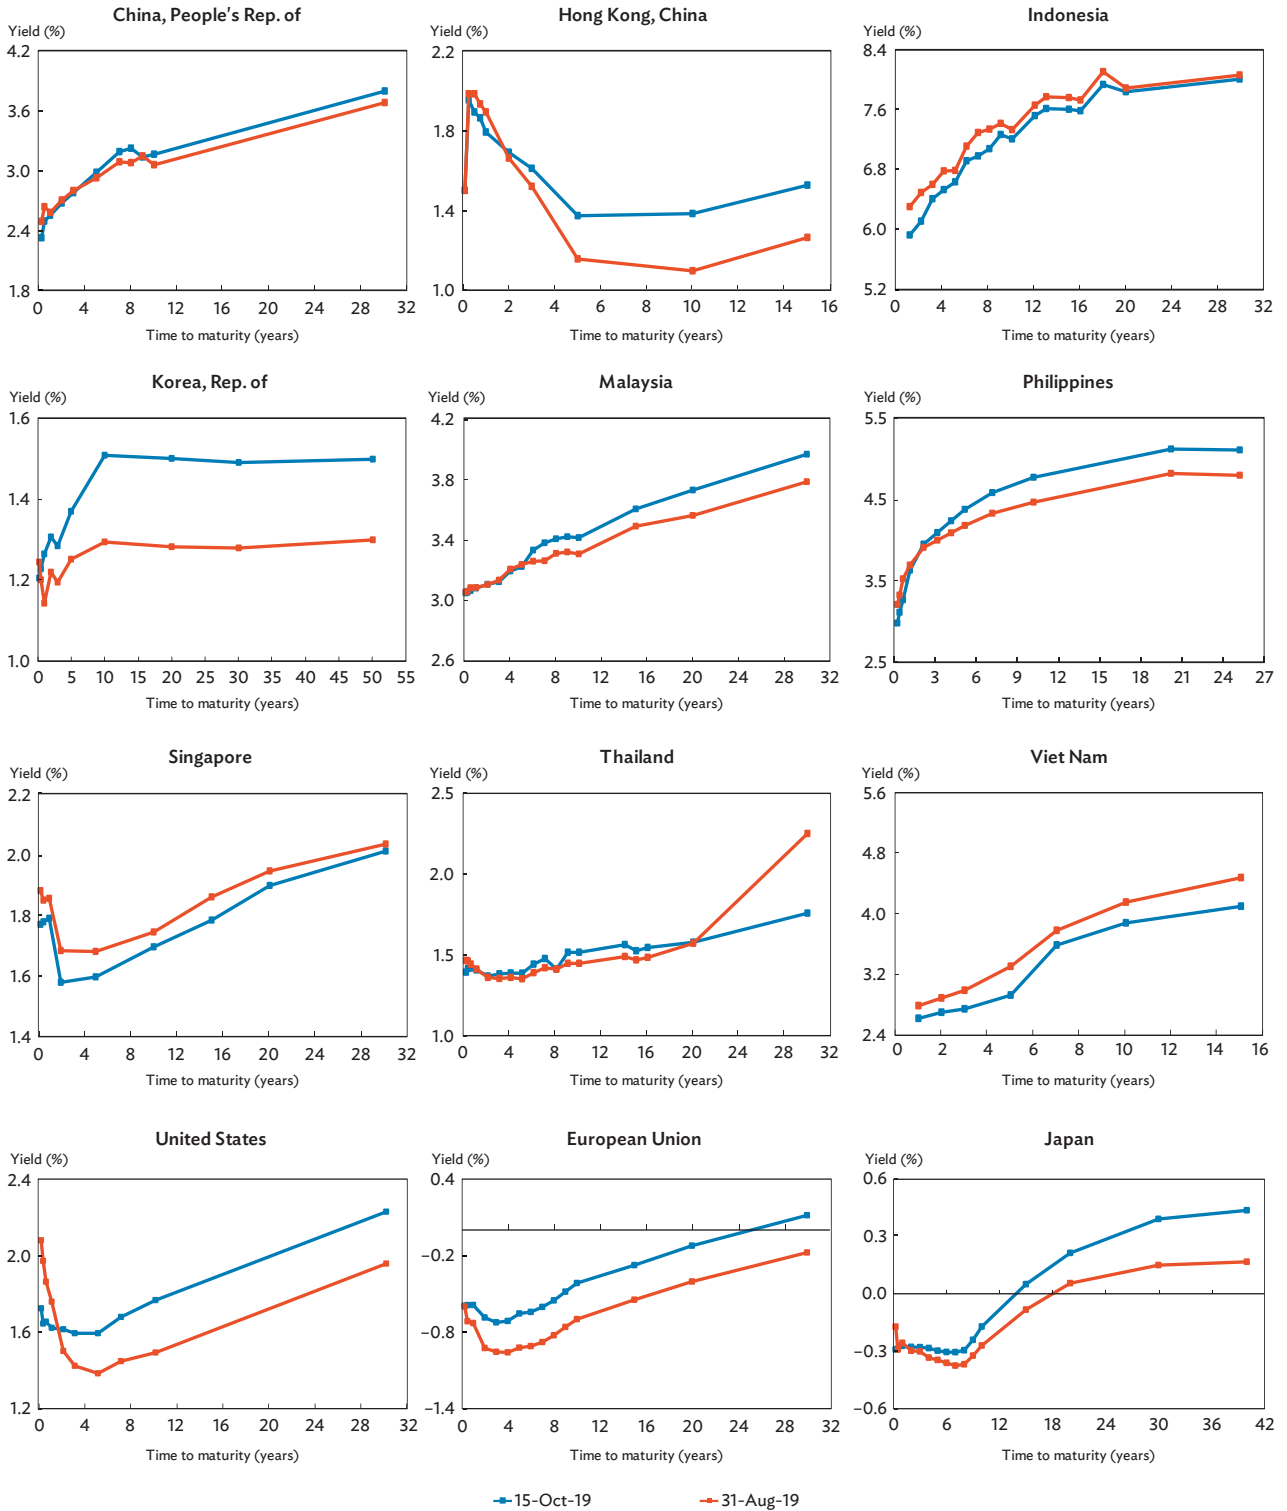 China, People's Rep. of
Yield (%)
4.2
3.6
3.0
2.4
1.8
0 4 8 12 16 20 24 28 32
Time to maturity (years)
Hong Kong, China
Yield (%)
2.2
1.8
1.4
1.0
0 2 4 6 8 10 12 14 16
Time to maturity (years)
Indonesia
Yield (%)
8.4
7.6
6.8
6.0
5.2
0 4 8 12 16 20 24 28 32
Time to maturity (years)
Korea, Rep. of
Yield (%)
1.6
1.4
1.2
1.0
0 5 10 15 20 25 30 35 40 45 50 55
Time to maturity (years)
Malaysia
Yield (%)
4.2
3.8
3.4
3.0
2.6
0 4 8 12 16 20 24 28 32
Time to maturity (years)
Philippines
Yield (%)
5.5
4.5
3.5
2.5
0 3 6 9 12 15 18 21 24 27
Time to maturity (years)
Singapore
Yield (%)
2.2
2.0
1.8
1.6
1.4
0 4 8 12 16 20 24 28 32
Time to maturity (years)
Thailand
Yield (%)
2.5
2.0
1.5
1.0
0 4 8 12 16 20 24 28 32
Time to maturity (years)
Viet Nam
Yield (%)
5.6
4.8
4.0
3.2
2.4
0 2 4 6 8 10 12 14 16
Time to maturity (years)
United States
Yield (%)
2.4
2.0
1.6
1.2
0 4 8 12 16 20 24 28 32
Time to maturity (years)
European Union
Yield (%)
0.4
–0.2
–0.8
–1.4
0 4 8 12 16 20 24 28 32
Time to maturity (years)
Japan
Yield (%)
0.6
0.3
0.0
–0.3
–0.6
0 6 12 18 24 30 36 42
Time to maturity (years)
15-Oct-19 31-Aug-19